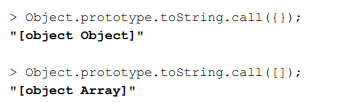 > Object.prototype.toString.call({});
"[object Object]"
> Object.prototype.toString.call([]);
"[object Array]"